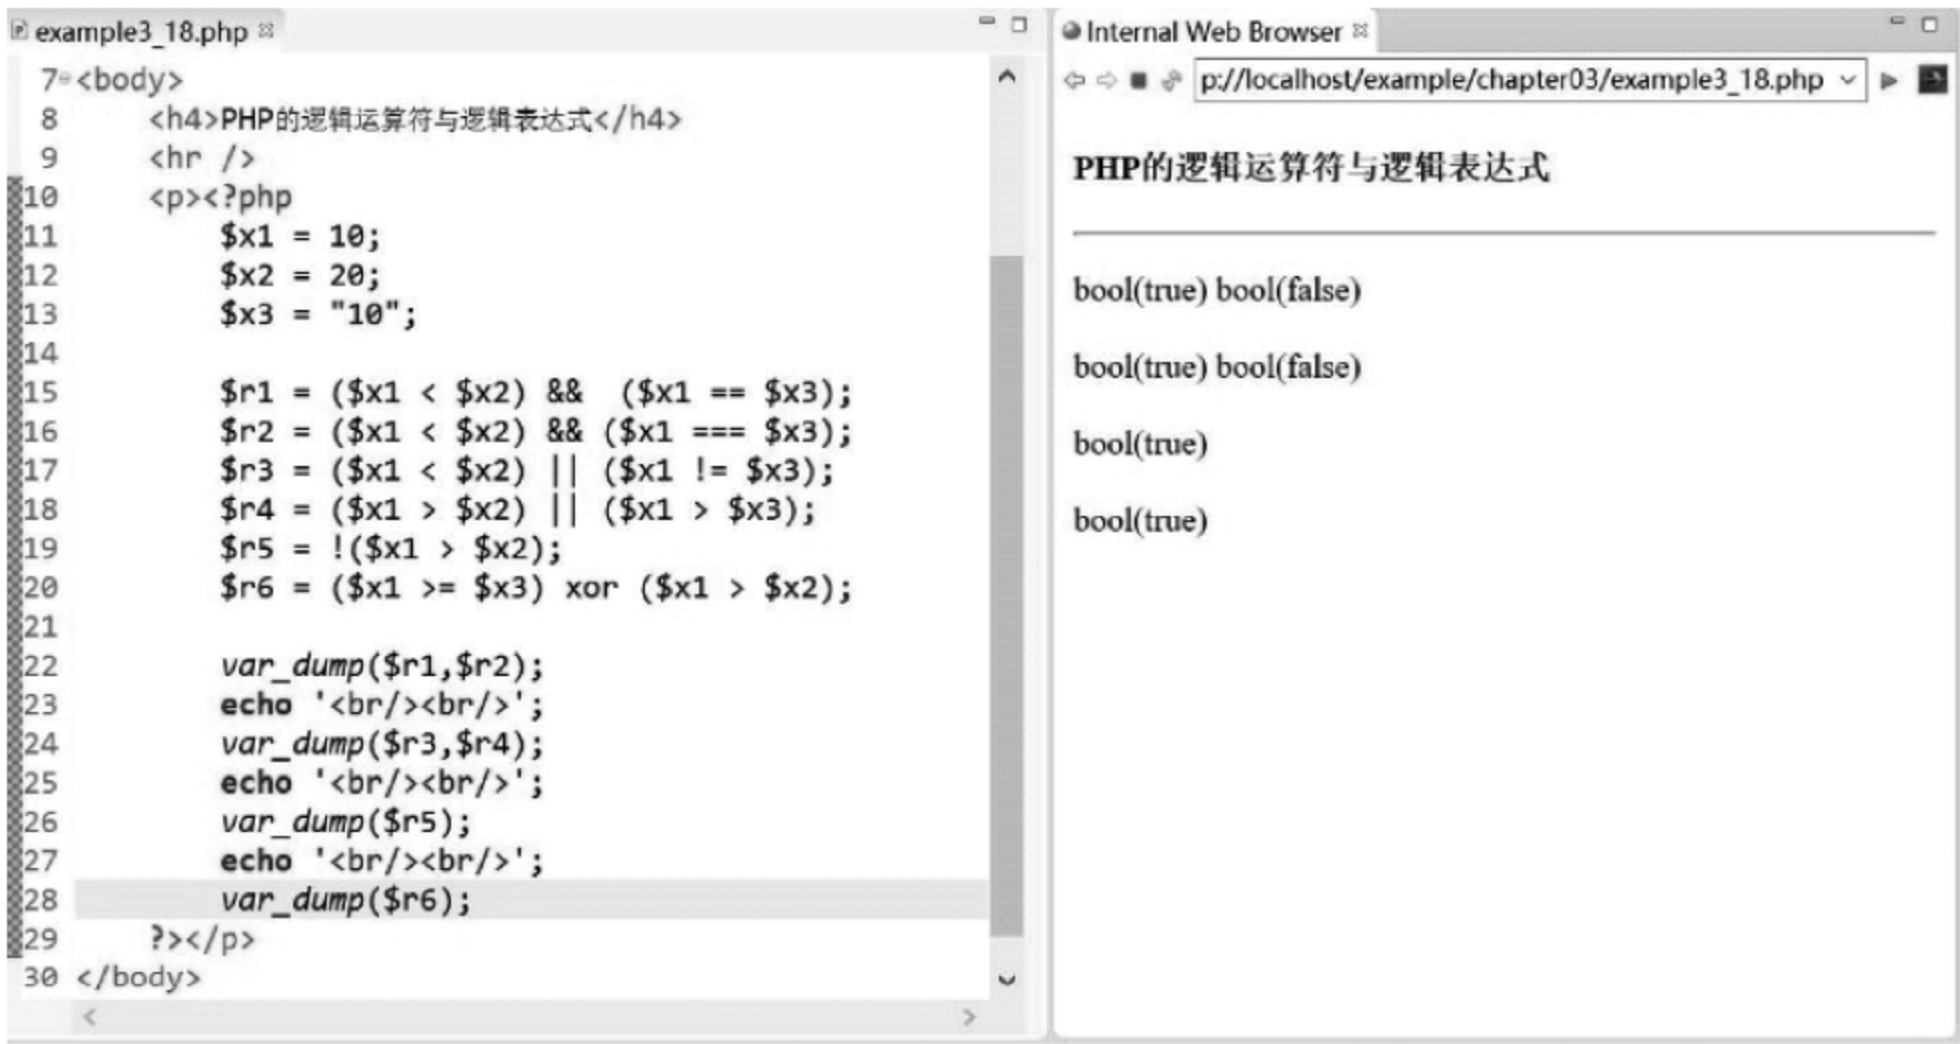 example3_18.php
7 <body>
8 <h4>PHP的逻辑运算符与逻辑表达式</h4>
9 <hr />
10 <p><?php
11 $x1 = 10;
12 $x2 = 20;
13 $x3 = "10";
14
15 $r1 = ($x1 < $x2) &&  ($x1 == $x3);
16 $r2 = ($x1 < $x2) && ($x1 === $x3);
17 $r3 = ($x1 < $x2) || ($x1 != $x3);
18 $r4 = ($x1 > $x2) || ($x1 > $x3);
19 $r5 = !($x1 > $x2);
20 $r6 = ($x1 >= $x3) xor ($x1 > $x2);
21
22 var_dump($r1,$r2);
23 echo '<br/><br/>';
24 var_dump($r3,$r4);
25 echo '<br/><br/>';
26 var_dump($r5);
27 echo '<br/><br/>';
28 var_dump($r6);
29 ?></p>
30 </body>
Internal Web Browser
p://localhost/example/chapter03/example3_18.php
PHP的逻辑运算符与逻辑表达式
bool(true) bool(false)
bool(true) bool(false)
bool(true)
bool(true)